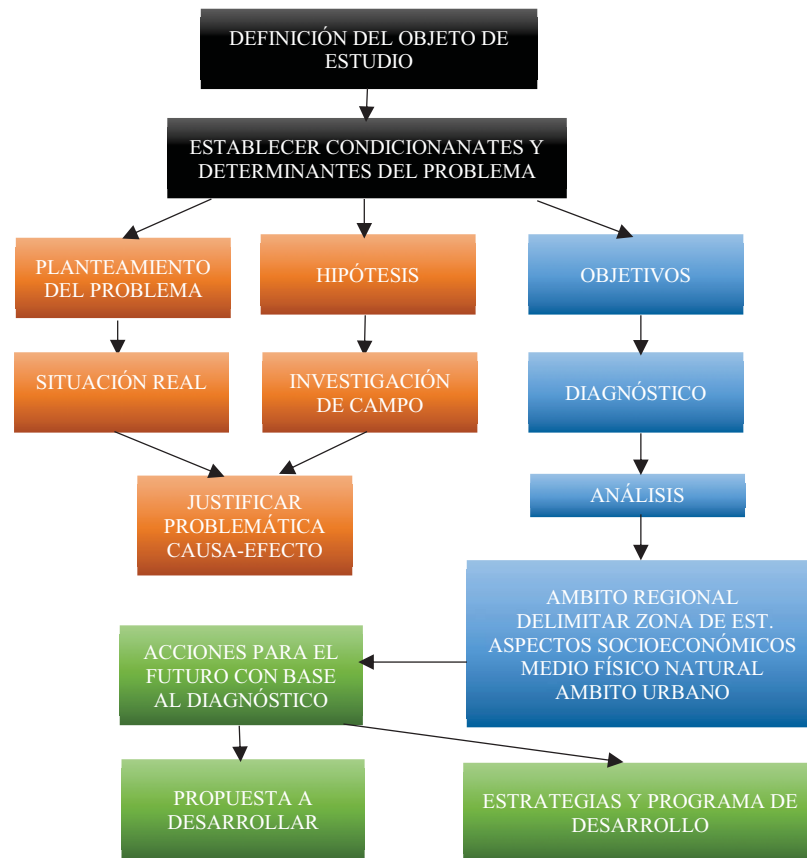 DEFINICIÓN DEL OBJETO DE
ESTUDIO
ESTABLECER CONDICIONANATES Y
DETERMINANTES DEL PROBLEMA
PLANTEAMIENTO
DEL PROBLEMA
HIPÓTESIS
OBJETIVOS
SITUACIÓN REAL
INVESTIGACIÓN
DE CAMPO
DIAGNÓSTICO
JUSTIFICAR
PROBLEMÁTICA
CAUSA-EFECTO
ANÁLISIS
AMBITO REGIONAL
DELIMITAR ZONA DE EST.
ASPECTOS SOCIOECONÓMICOS
MEDIO FÍSICO NATURAL
AMBITO URBANO
ACCIONES PARA EL
FUTURO CON BASE
AL DIAGNÓSTICO
PROPUESTA A
DESARROLLAR
ESTRATEGIAS Y PROGRAMA DE
DESARROLLO